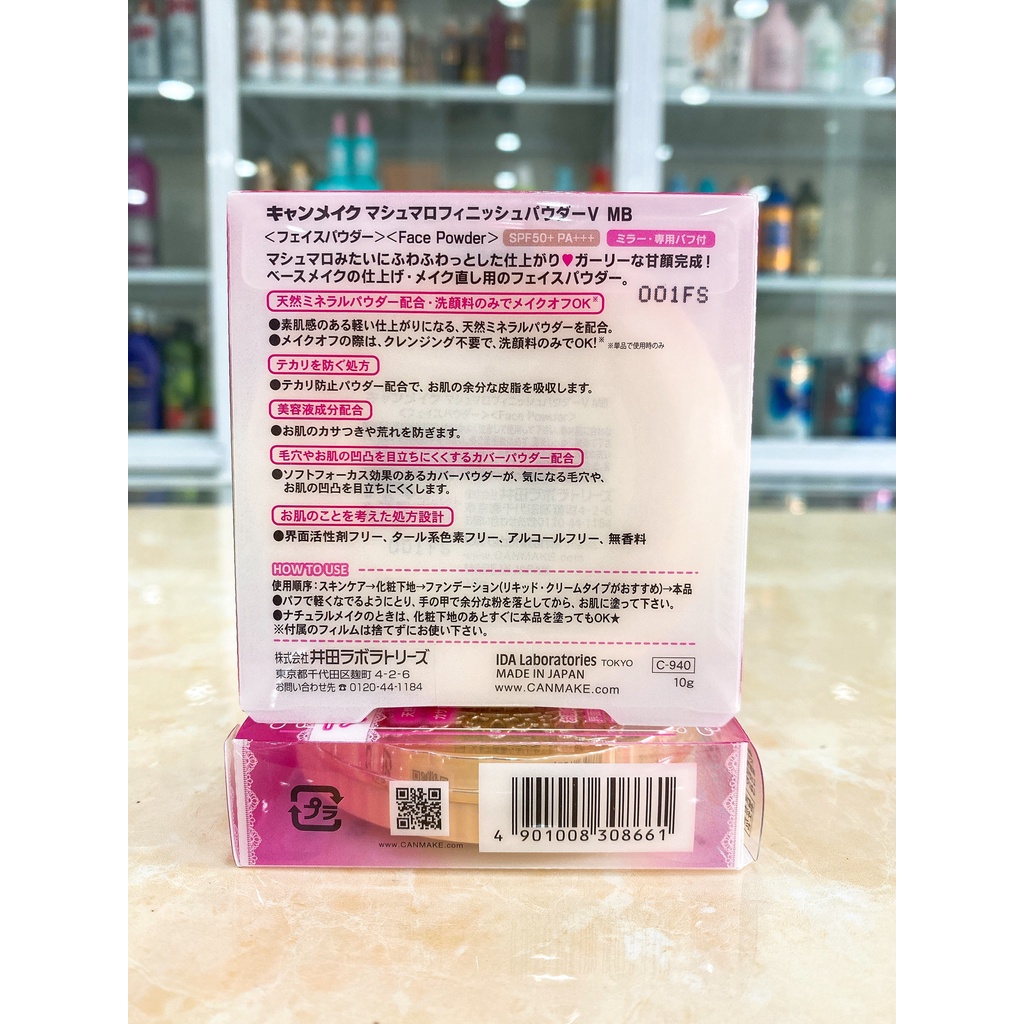 キャンメイク マシュマロフィニッシュパウダーV MB
＜フェイスパウダー＞＜Face Powder＞ SPF50+ PA+++ ミラー・専用パフ付
マシュマロみたいにふわふわっとした仕上がり♥ガーリーな甘顔完成！
ベースメイクの仕上げ・メイク直し用のフェイスパウダー。
001FS
天然ミネラルパウダー配合・洗顔料のみでメイクオフOK※
●素肌感のある軽い仕上がりになる、天然ミネラルパウダーを配合。
●メイクオフの際は、クレンジング不要で、洗顔料のみでOK!※ ※単品で使用時のみ
テカリを防ぐ処方
●テカリ防止パウダー配合で、お肌の余分な皮脂を吸収します。
美容液成分配合
●お肌のカサつきや荒れを防ぎます。
毛穴やお肌の凹凸を目立ちにくくするカバーパウダー配合
●ソフトフォーカス効果のあるカバーパウダーが、気になる毛穴や、
お肌の凹凸を目立ちにくくします。
お肌のことを考えた処方設計
●界面活性剤フリー、タール系色素フリー、アルコールフリー、無香料
HOW TO USE
使用順序：スキンケア→化粧下地→ファンデーション(リキッド・クリームタイプがおすすめ)→本品
●パフで軽くなでるようにとり、手の甲で余分な粉を落としてから、お肌に塗って下さい。
●ナチュラルメイクのときは、化粧下地のあとすぐに本品を塗ってもOK★
※付属のフィルムは捨てずにお使い下さい。
株式会社 井田ラボラトリーズ
東京都千代田区麹町 4-2-6
お問い合わせ先 ☎ 0120-44-1184
IDA Laboratories TOKYO
MADE IN JAPAN
www.CANMAKE.com
C-940
10g
プラ
www.CANMAKE.com
4 901008 308661